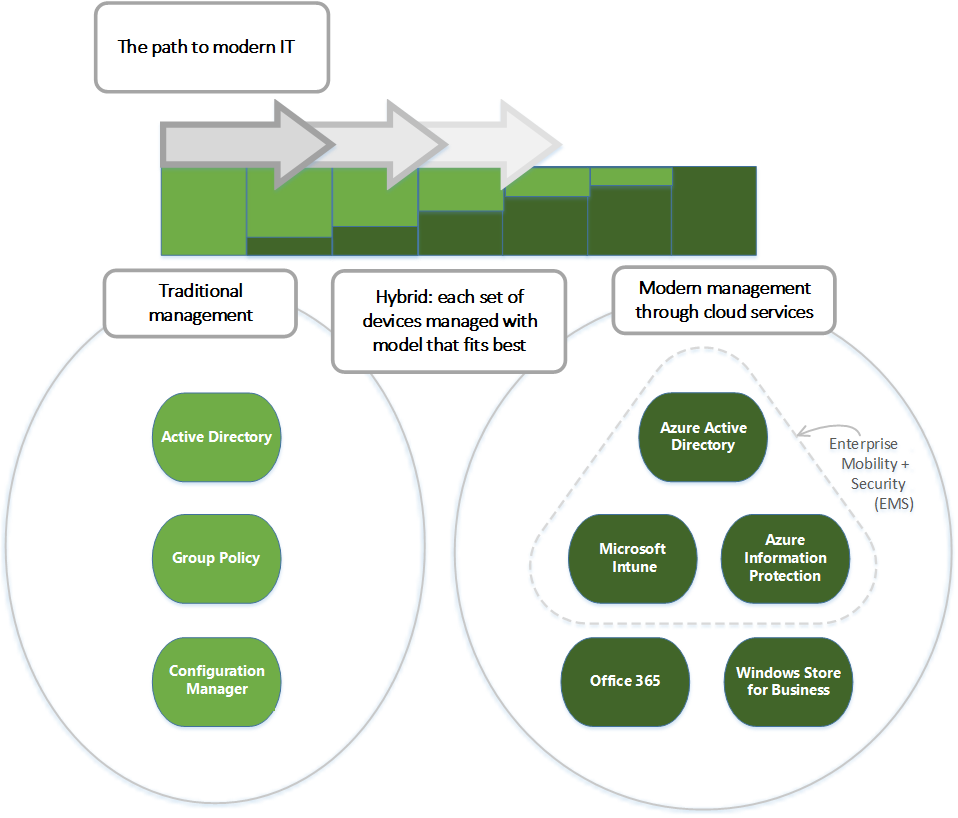 The path to modern IT
Traditional
management
Hybrid: each set of
devices managed with
model that fits best
Modern management
through cloud services
Active Directory
Group Policy
Configuration
Manager
Azure Active
Directory
Enterprise
Mobility +
Security
(EMS)
Microsoft
Intune
Azure
Information
Protection
Office 365
Windows Store
for Business